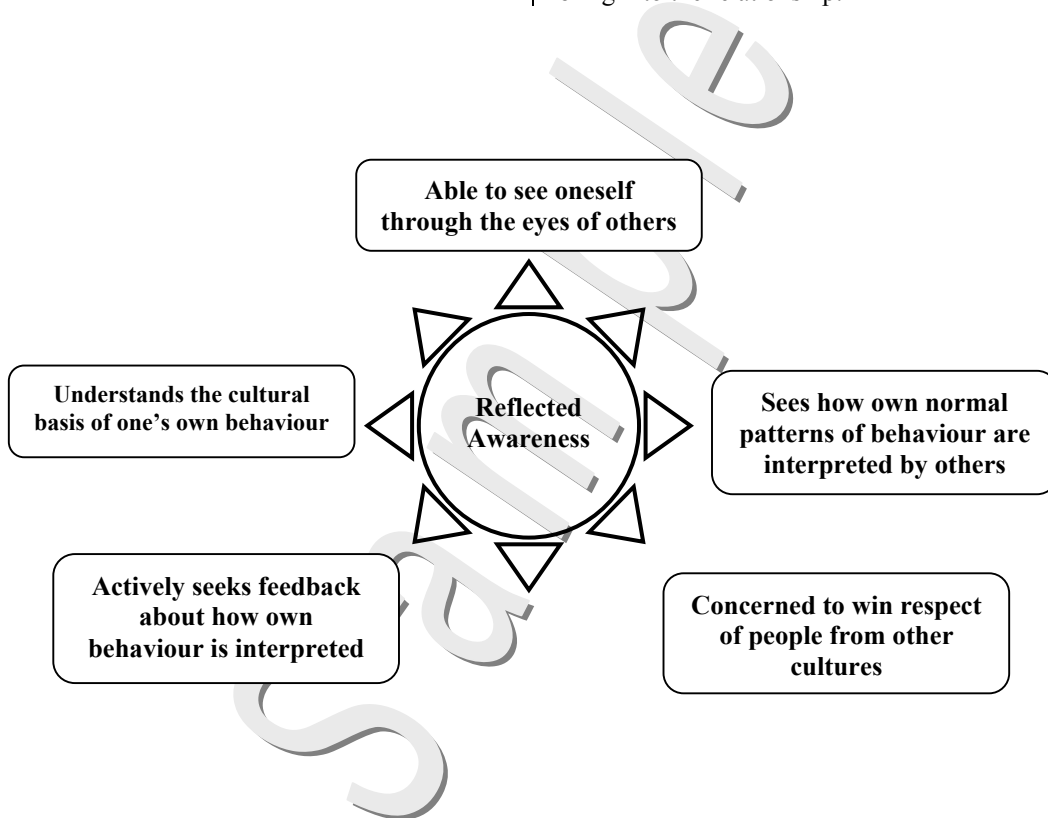 Able to see oneself
through the eyes of others
Understands the cultural
basis of one’s own behaviour
Reflected
Awareness
Sees how own normal
patterns of behaviour are
interpreted by others
Actively seeks feedback
about how own
behaviour is interpreted
Concerned to win respect
of people from other
cultures
Sample